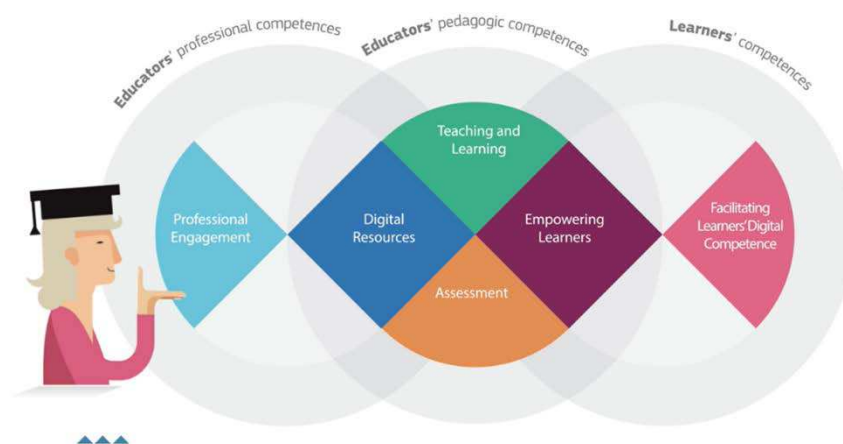 Educators' professional competences
Educators' pedagogic competences
Learners' competences
Teaching and
Learning
Professional
Engagement
Digital
Resources
Empowering
Learners
Facilitating
Learners' Digital
Competence
Assessment